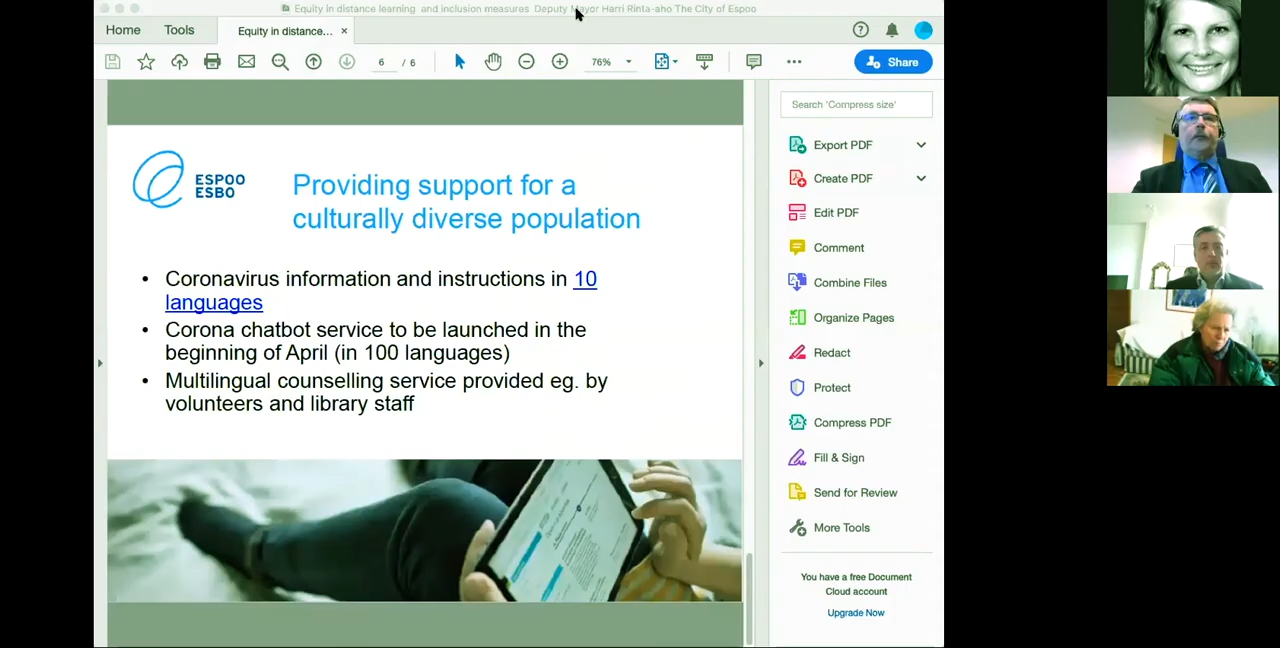 Equity in distance learning and inclusion measures Deputy Mayor Harri Rinta-aho The City of Espoo
Home Tools Equity in distance... ×
6 / 6 76% Share
ESPOO
ESBO
Providing support for a
culturally diverse population
• Coronavirus information and instructions in 10
languages
• Corona chatbot service to be launched in the
beginning of April (in 100 languages)
• Multilingual counselling service provided eg. by
volunteers and library staff
Search 'Compress size'
Export PDF
Create PDF
Edit PDF
Comment
Combine Files
Organize Pages
Redact
Protect
Compress PDF
Fill & Sign
Send for Review
More Tools
You have a free Document
Cloud account
Upgrade Now